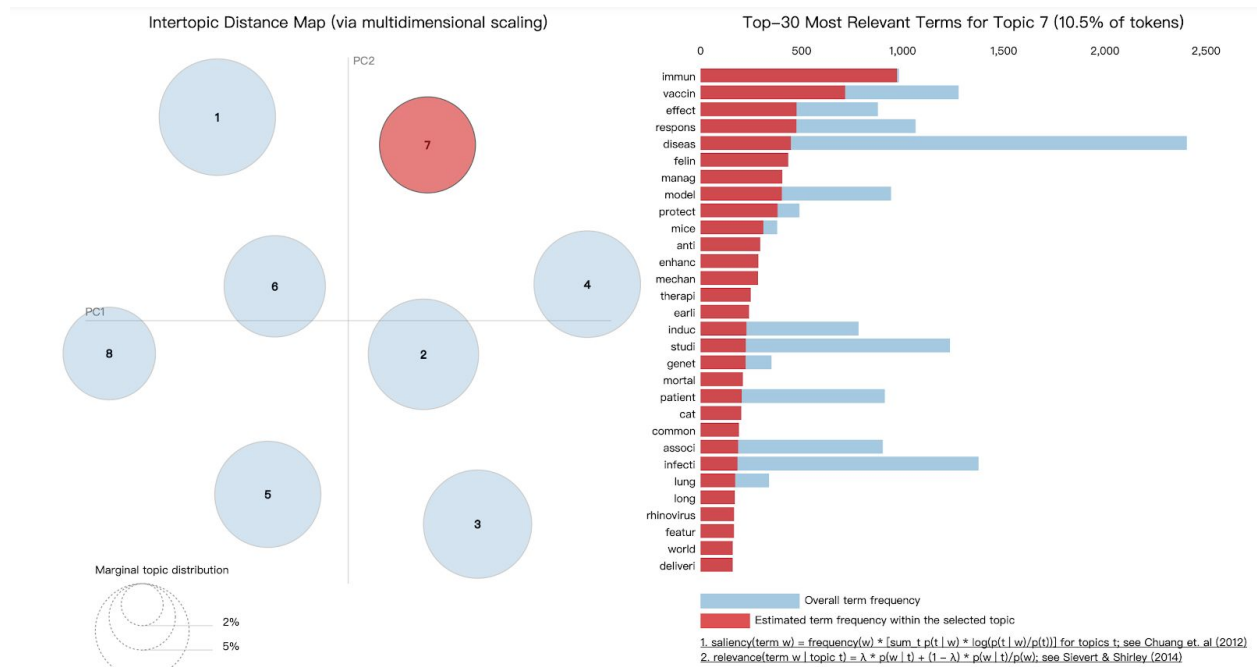 Intertopic Distance Map (via multidimensional scaling)
PC2
1
7
6
4
PC1
8
2
5
3
Marginal topic distribution
2%
5%
Top-30 Most Relevant Terms for Topic 7 (10.5% of tokens)
0 500 1,000 1,500 2,000 2,500
immun
vaccin
effect
respons
diseas
felin
manag
model
protect
mice
anti
enhanc
mechan
therapi
earli
induc
studi
genet
mortal
patient
cat
common
associ
infecti
lung
long
rhinovirus
featur
world
deliveri
Overall term frequency
Estimated term frequency within the selected topic
1. saliency(term w) = frequency(w) * [sum_t p(t | w) * log(p(t | w)/p(t))] for topics t; see Chuang et. al (2012)
2. relevance(term w | topic t) = λ * p(w | t) + (1 - λ) * p(w | t)/p(w); see Sievert & Shirley (2014)